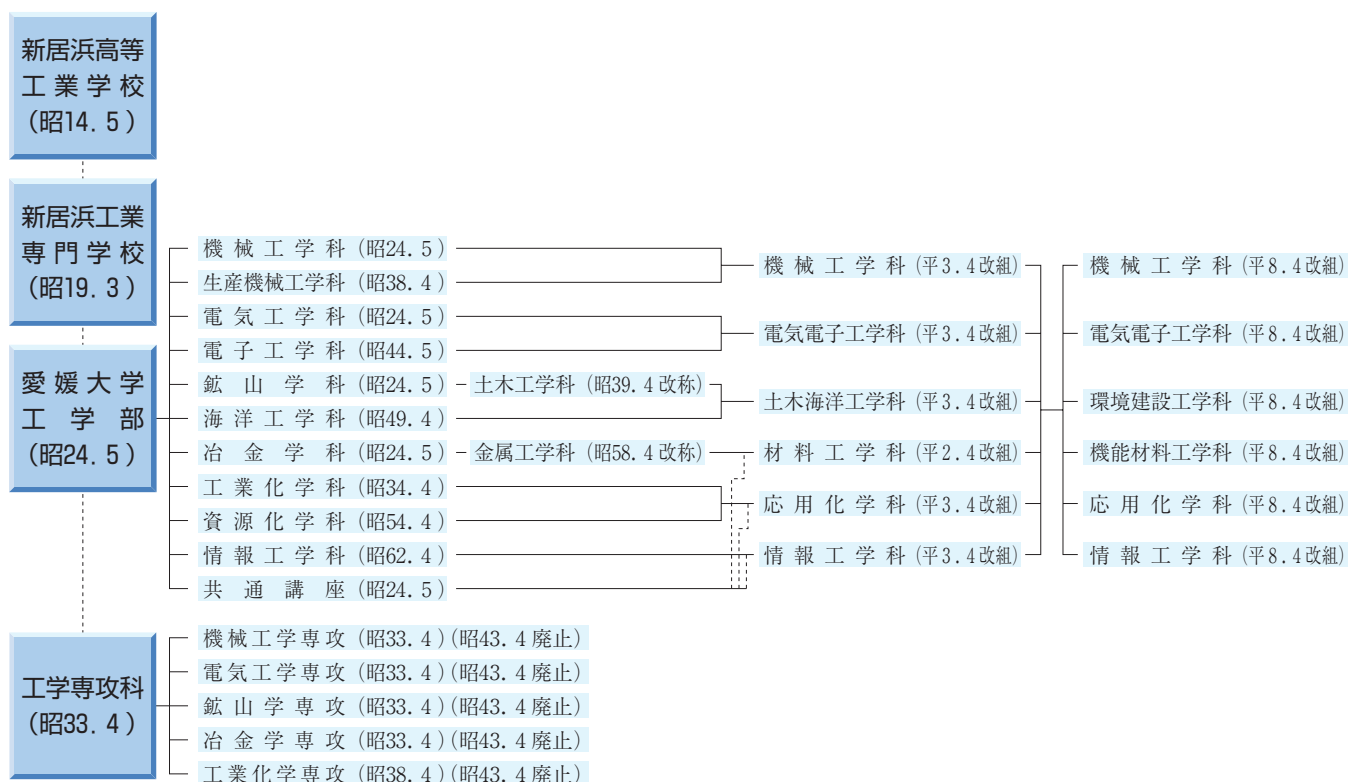 新居浜高等
工業学校
(昭14.5)
新居浜工業
専門学校
(昭19.3)
愛媛大学
工学部
(昭24.5)
機械工学科(昭24.5)
生産機械工学科(昭38.4)
電気工学科(昭24.5)
電子工学科(昭44.5)
鉱山学科(昭24.5)
土木工学科(昭39.4改称)
海洋工学科(昭49.4)
冶金学科(昭24.5)
金属工学科(昭58.4改称)
工業化学科(昭34.4)
資源化学科(昭54.4)
情報工学科(昭62.4)
共通講座(昭24.5)
機械工学科(平3.4改組)
電気電子工学科(平3.4改組)
土木海洋工学科(平3.4改組)
材料工学科(平2.4改組)
応用化学科(平3.4改組)
情報工学科(平3.4改組)
機械工学科(平8.4改組)
電気電子工学科(平8.4改組)
環境建設工学科(平8.4改組)
機能材料工学科(平8.4改組)
応用化学科(平8.4改組)
情報工学科(平8.4改組)
工学専攻科
(昭33.4)
機械工学専攻(昭33.4)(昭43.4廃止)
電気工学専攻(昭33.4)(昭43.4廃止)
鉱山学専攻(昭33.4)(昭43.4廃止)
冶金学専攻(昭33.4)(昭43.4廃止)
工業化学専攻(昭38.4)(昭43.4廃止)